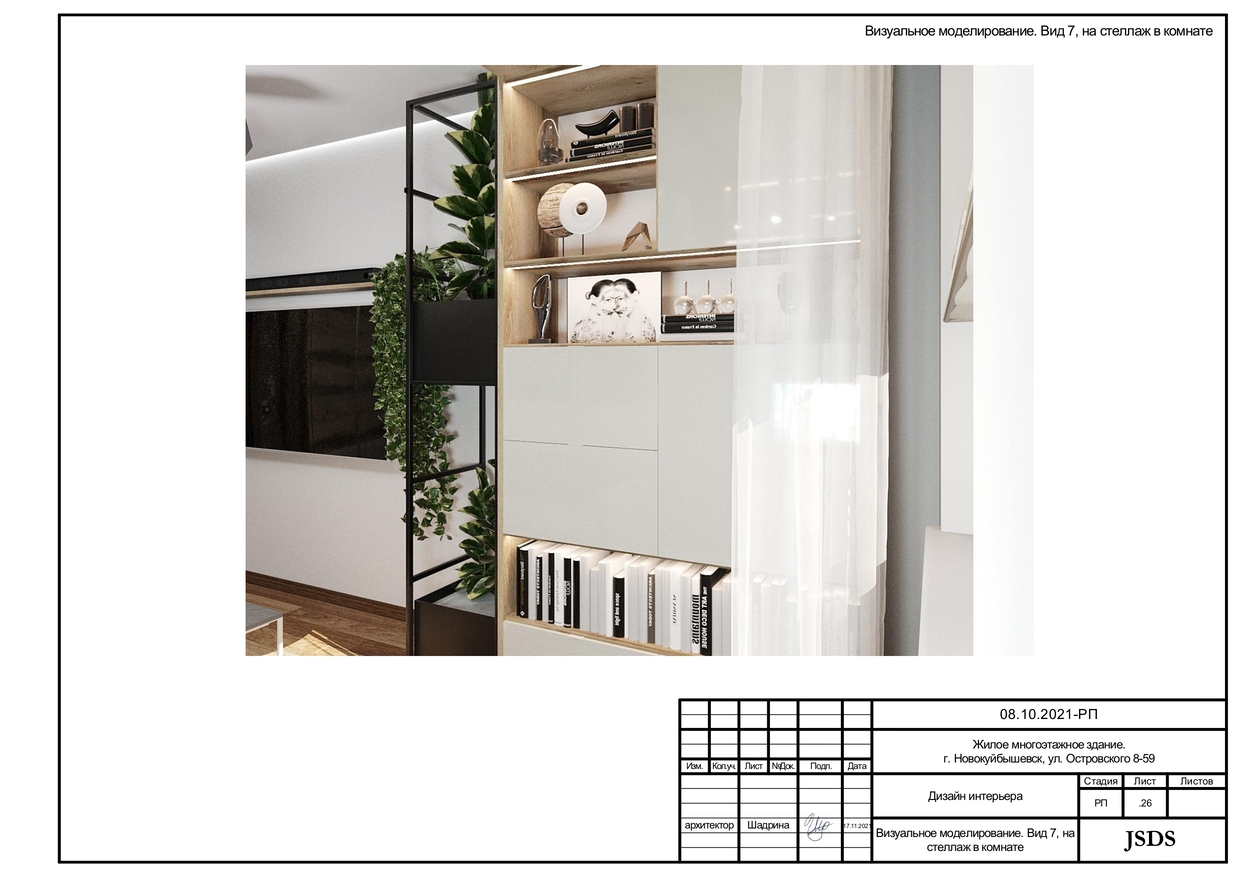 Визуальное моделирование. Вид 7, на стеллаж в комнате
08.10.2021-РП
Жилое многоэтажное здание.
г. Новокуйбышевск, ул. Островского 8-59
Изм. Кол.уч. Лист №Док. Подп. Дата
Стадия Лист Листов
Дизайн интерьера
РП .26
архитектор Шадрина 17.11.2021
Визуальное моделирование. Вид 7, на
стеллаж в комнате
JSDS